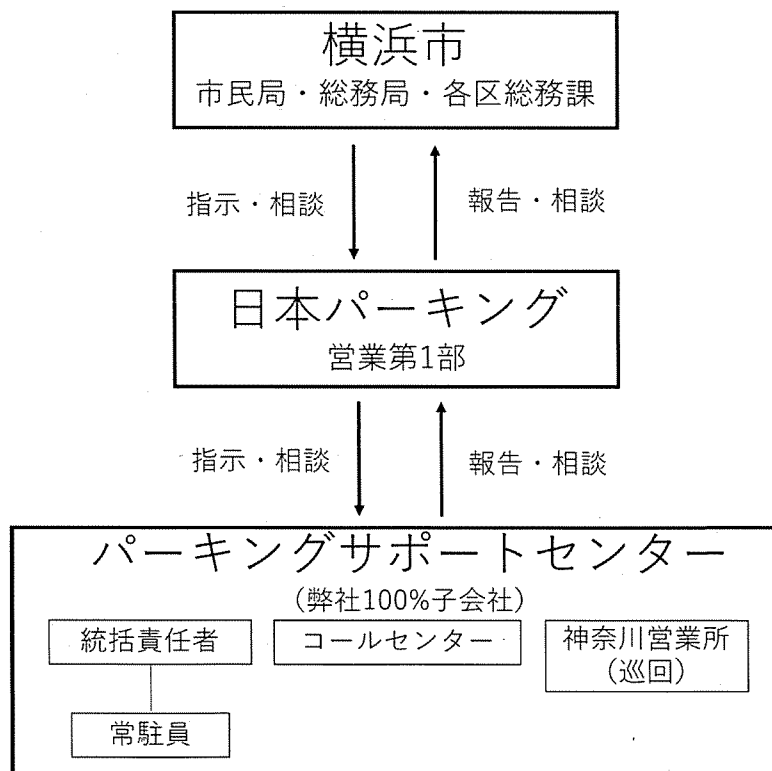 横浜市
市民局・総務局・各区総務課
指示・相談
報告・相談
日本パーキング
営業第1部
指示・相談
報告・相談
パーキングサポートセンター
(弊社100%子会社)
統括責任者
コールセンター
神奈川営業所
(巡回)
常駐員